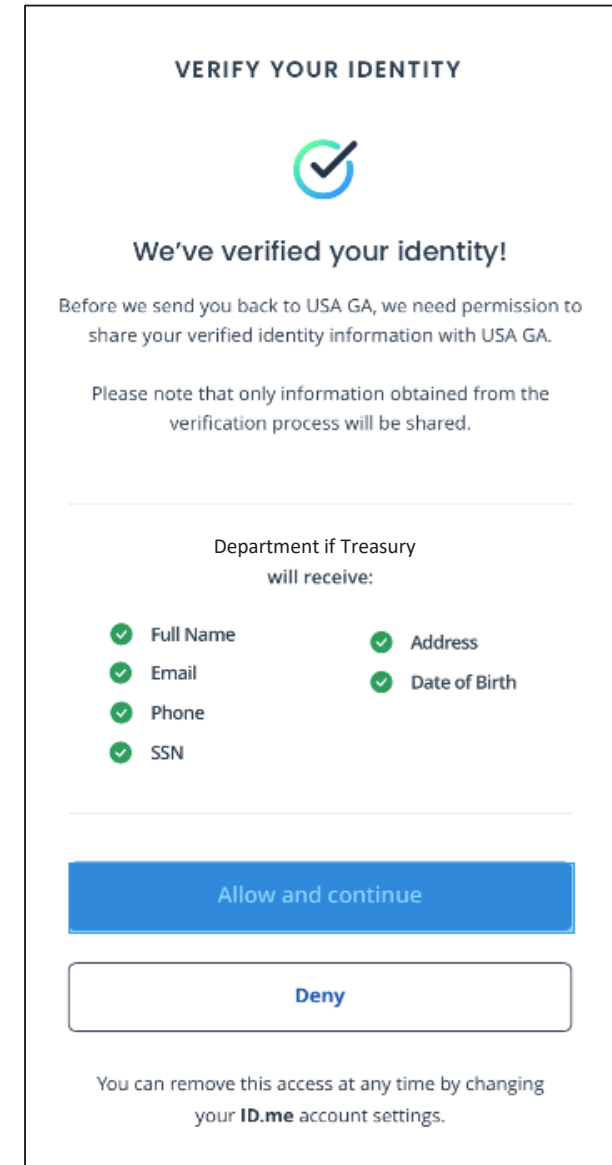 VERIFY YOUR IDENTITY
We've verified your identity!
Before we send you back to USA GA, we need permission to
share your verified identity information with USA GA.
Please note that only information obtained from the
verification process will be shared.
Department if Treasury
will receive:
Full Name
Email
Phone
SSN
Address
Date of Birth
Allow and continue
Deny
You can remove this access at any time by changing
your ID.me account settings.